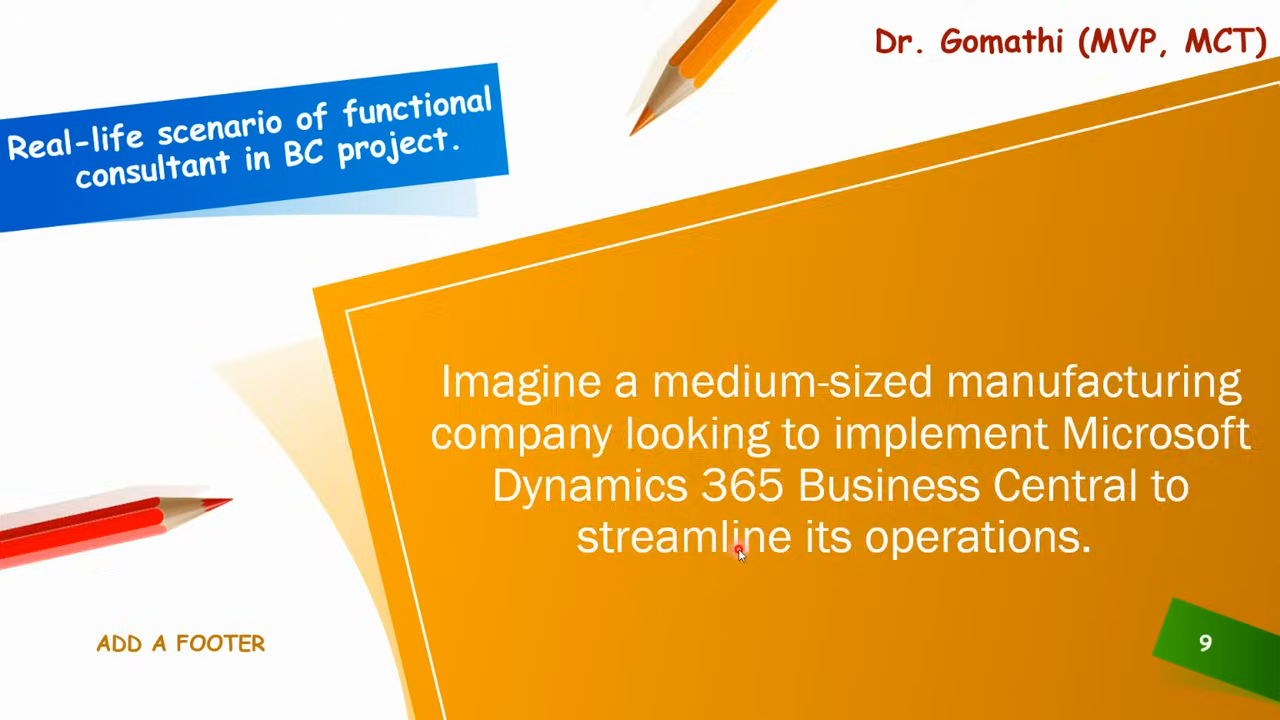 Dr. Gomathi (MVP, MCT)
Real-life scenario of functional
consultant in BC project.
Imagine a medium-sized manufacturing
company looking to implement Microsoft
Dynamics 365 Business Central to
streamline its operations.
ADD A FOOTER
9